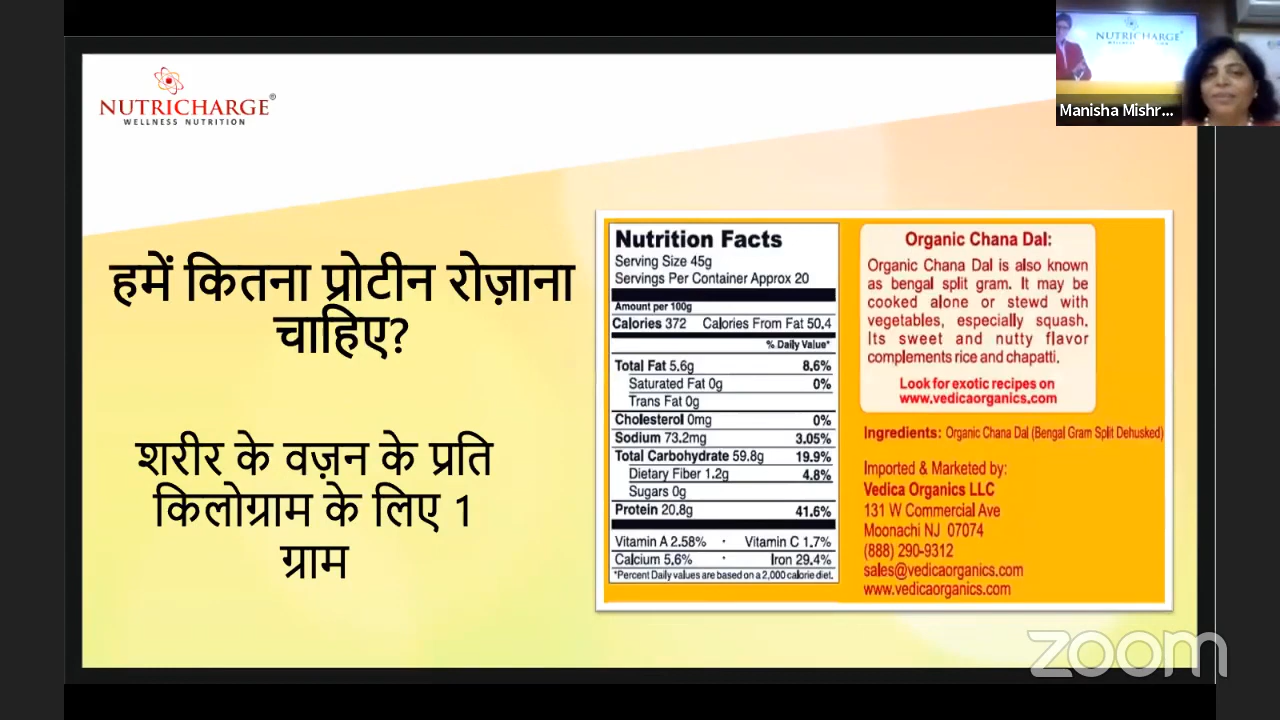 NUTRICHARGE®
WELLNESS NUTRITION
हमें कितना प्रोटीन रोज़ाना
चाहिए?
शरीर के वज़न के प्रति
किलोग्राम के लिए 1
ग्राम
Nutrition Facts
Serving Size 45g
Servings Per Container Approx 20
Amount per 100g
Calories 372 Calories From Fat 50.4
% Daily Value*
Total Fat 5.6g 8.6%
Saturated Fat 0g 0%
Trans Fat 0g
Cholesterol 0mg 0%
Sodium 73.2mg 3.05%
Total Carbohydrate 59.8g 19.9%
Dietary Fiber 1.2g 4.8%
Sugars 0g
Protein 20.8g 41.6%
Vitamin A 2.58% · Vitamin C 1.7%
Calcium 5.6% · Iron 29.4%
*Percent Daily values are based on a 2,000 calorie diet.
Organic Chana Dal:
Organic Chana Dal is also known
as bengal split gram. It may be
cooked alone or stewd with
vegetables, especially squash.
Its sweet and nutty flavor
complements rice and chapatti.
Look for exotic recipes on
www.vedicaorganics.com
Ingredients: Organic Chana Dal (Bengal Gram Split Dehusked)
Imported & Marketed by:
Vedica Organics LLC
131 W Commercial Ave
Moonachi NJ 07074
(888) 290-9312
sales@vedicaorganics.com
www.vedicaorganics.com
NUTRICHARGE
WELLNESS NUTRITION
Manisha Mishr...
zoom